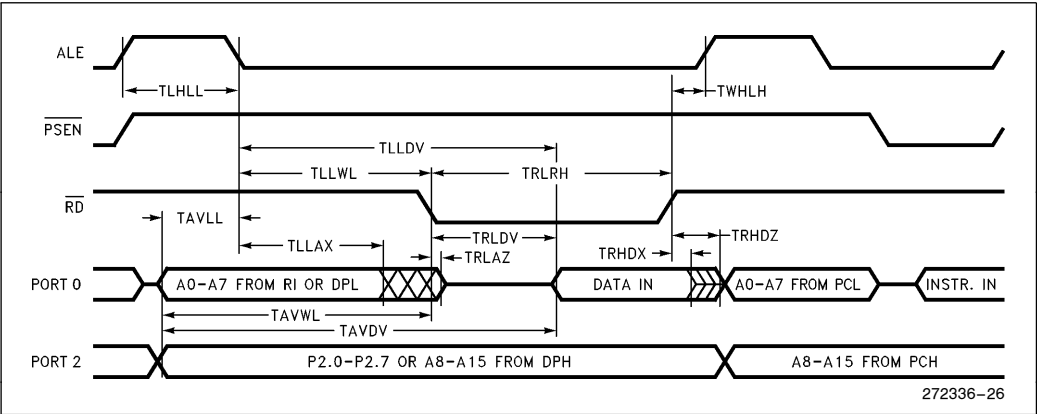 ALE
TLHLL
TWHLH
PSEN
TLLDV
TLLWL
TRLRH
RD
TAVLL
TRLDV
TRHDZ
TLLAX
TRLAZ
TRHDX
PORT 0
A0-A7 FROM RI OR DPL
DATA IN
A0-A7 FROM PCL
INSTR. IN
TAVWL
TAVDV
PORT 2
P2.0-P2.7 OR A8-A15 FROM DPH
A8-A15 FROM PCH
272336-26